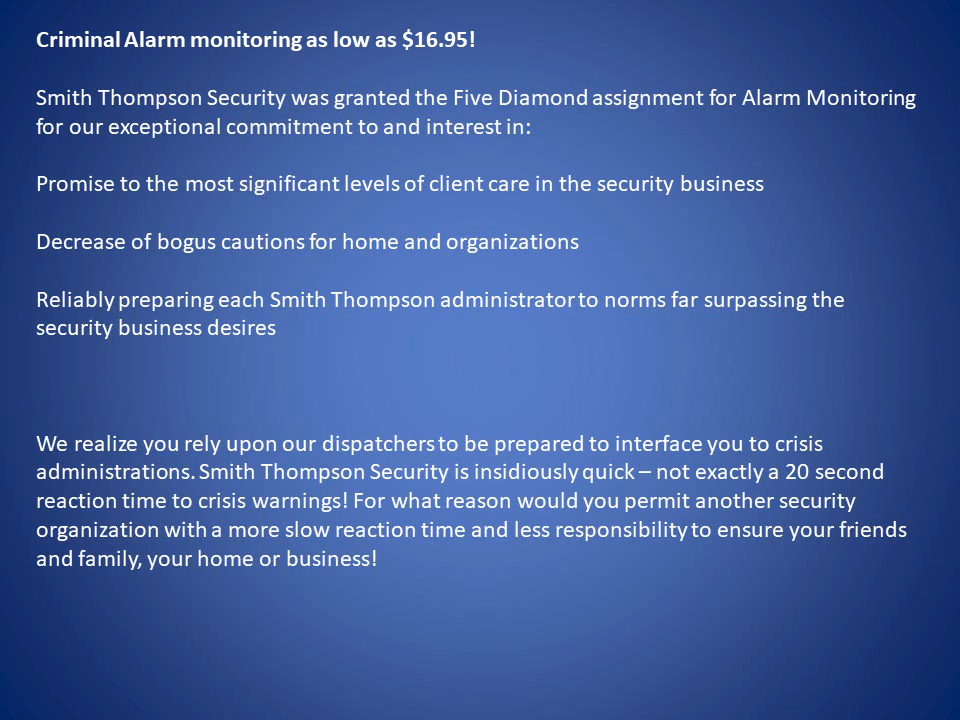 Criminal Alarm monitoring as low as $16.95!
Smith Thompson Security was granted the Five Diamond assignment for Alarm Monitoring
for our exceptional commitment to and interest in:
Promise to the most significant levels of client care in the security business
Decrease of bogus cautions for home and organizations
Reliably preparing each Smith Thompson administrator to norms far surpassing the
security business desires
We realize you rely upon our dispatchers to be prepared to interface you to crisis
administrations. Smith Thompson Security is insidiously quick – not exactly a 20 second
reaction time to crisis warnings! For what reason would you permit another security
organization with a more slow reaction time and less responsibility to ensure your friends
and family, your home or business!